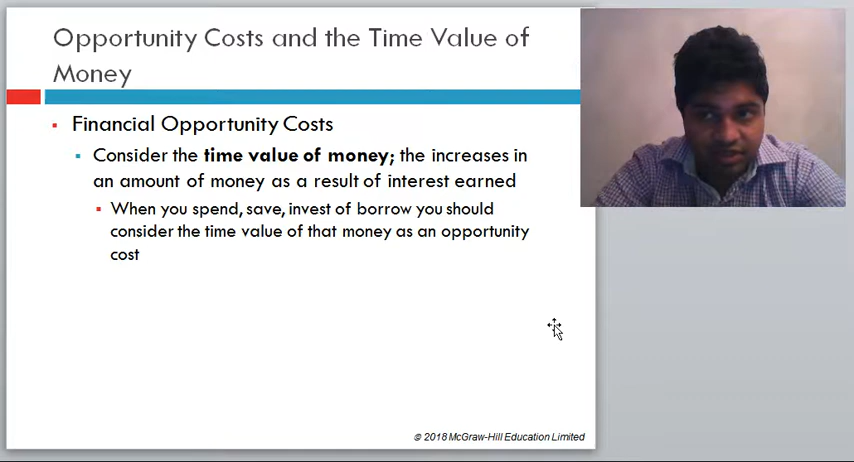 Opportunity Costs and the Time Value of
Money
Financial Opportunity Costs
Consider the time value of money; the increases in
an amount of money as a result of interest earned
When you spend, save, invest of borrow you should
consider the time value of that money as an opportunity
cost
© 2018 McGraw-Hill Education Limited